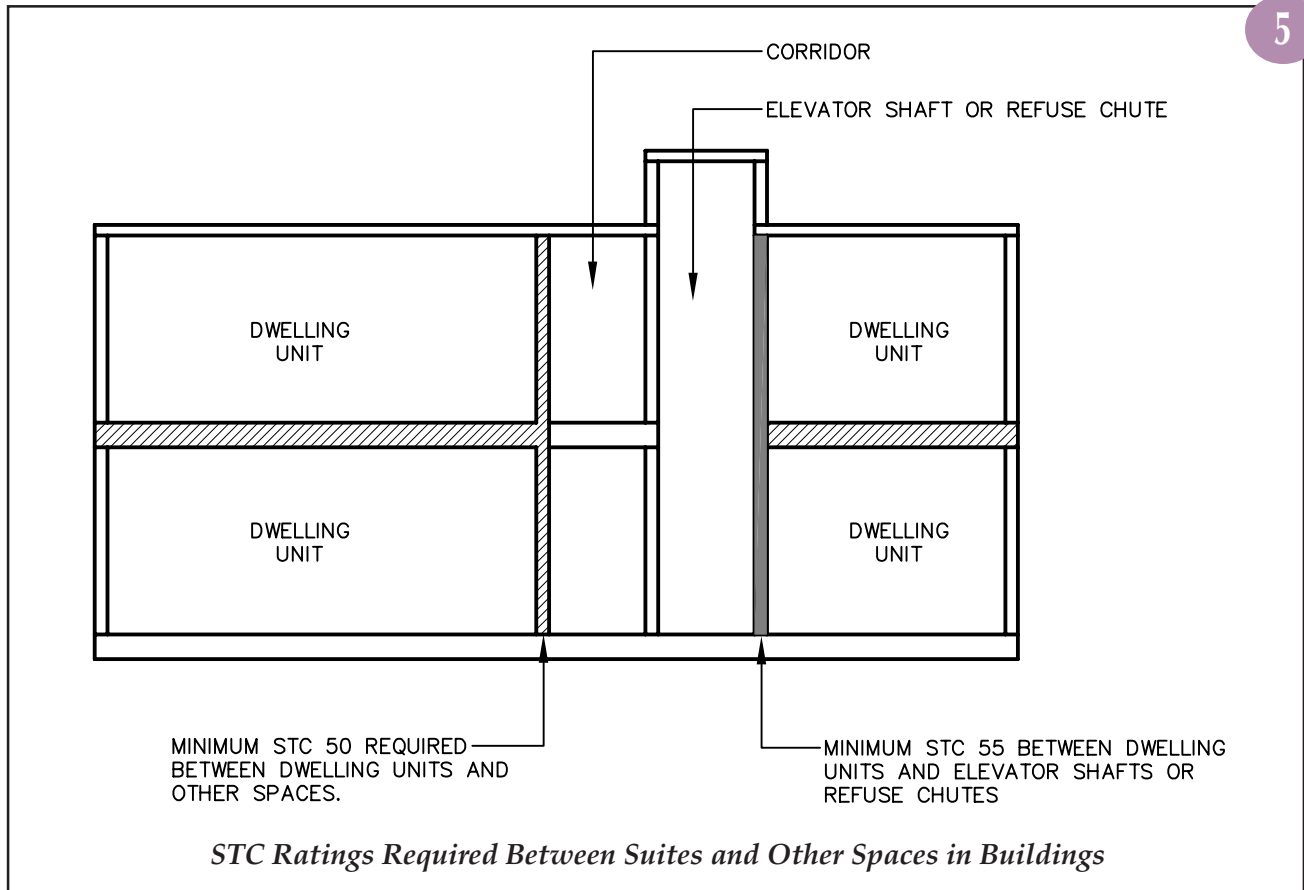 5
CORRIDOR
ELEVATOR SHAFT OR REFUSE CHUTE
DWELLING
UNIT
DWELLING
UNIT
DWELLING
UNIT
DWELLING
UNIT
MINIMUM STC 50 REQUIRED
BETWEEN DWELLING UNITS AND
OTHER SPACES.
MINIMUM STC 55 BETWEEN DWELLING
UNITS AND ELEVATOR SHAFTS OR
REFUSE CHUTES
STC Ratings Required Between Suites and Other Spaces in Buildings